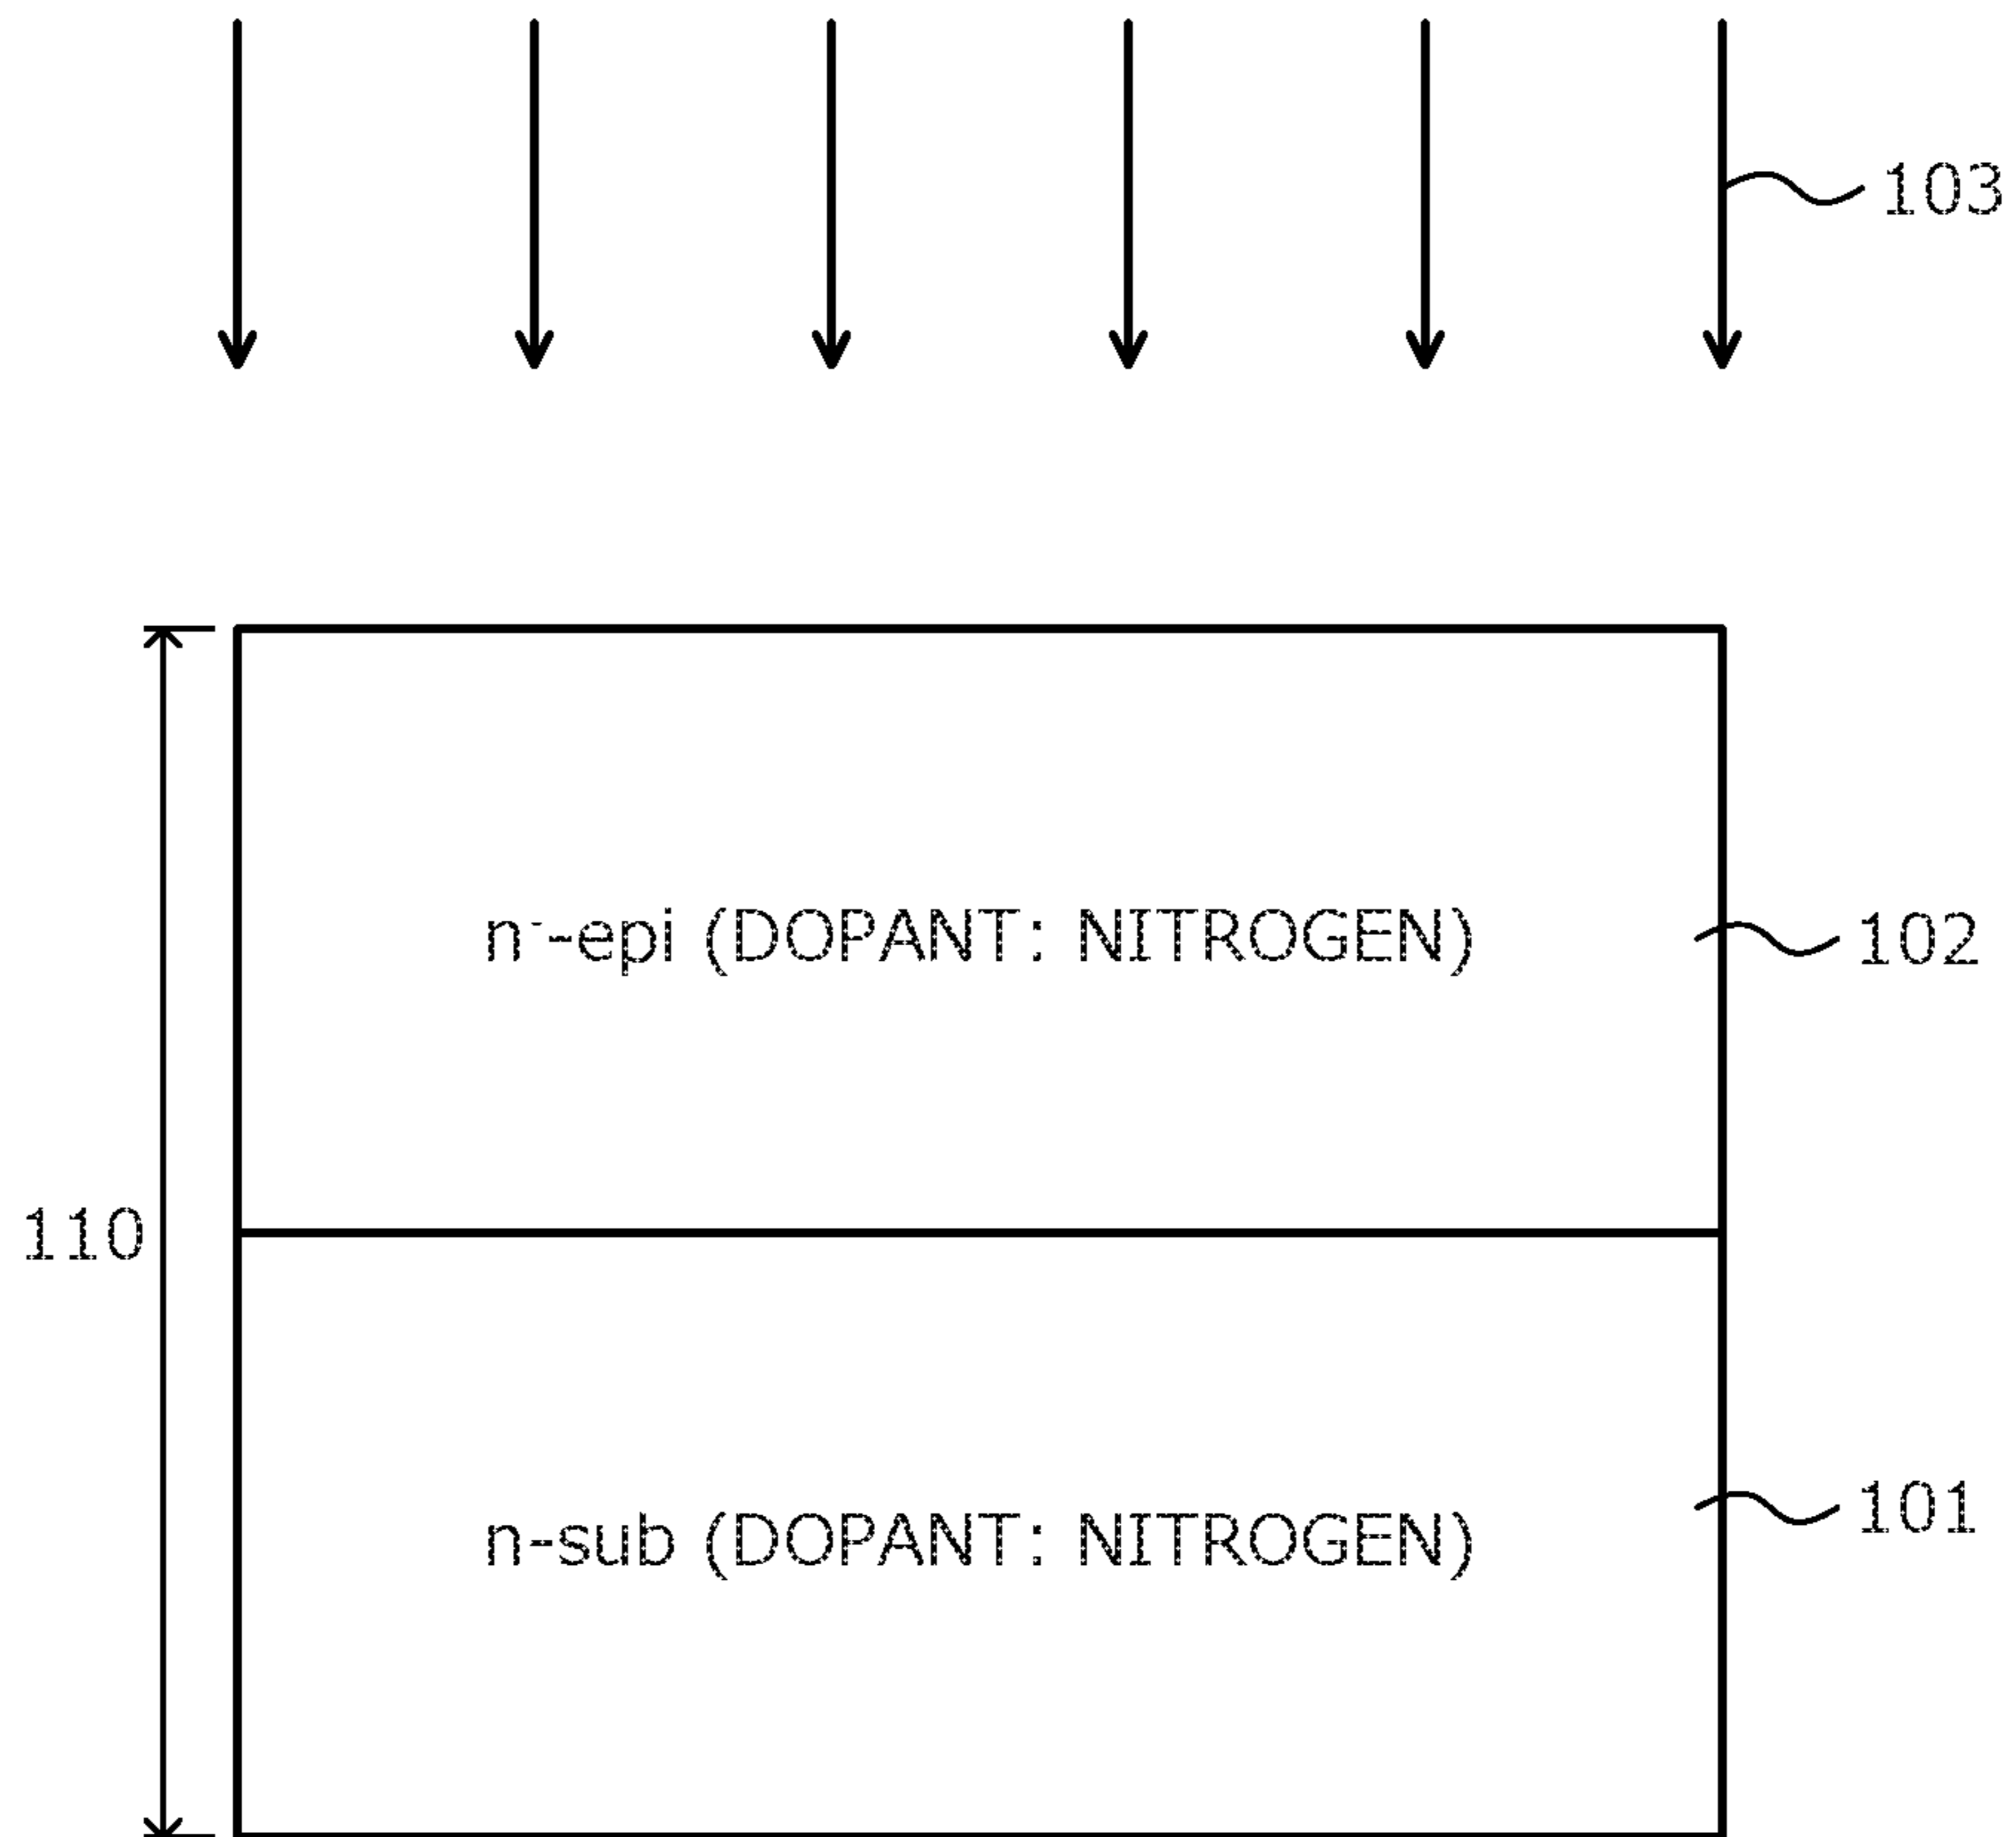 103
n⁻-epi (DOPANT: NITROGEN)
102
110
n-sub (DOPANT: NITROGEN)
101